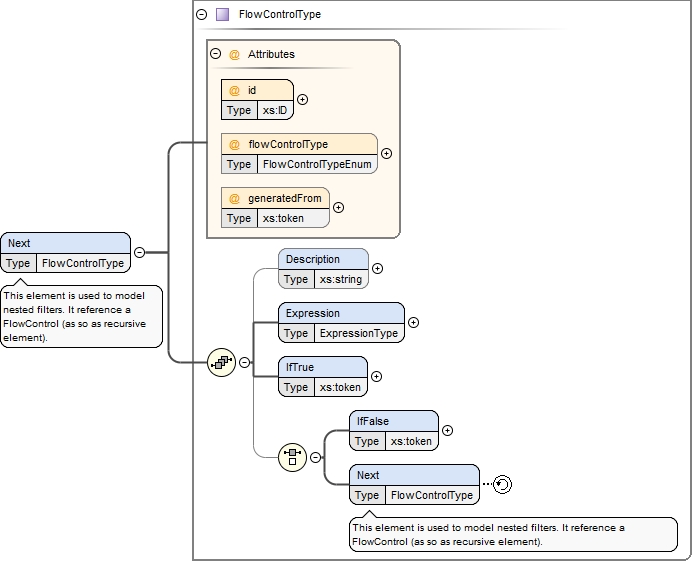 FlowControlType
@ Attributes
@ id
Type xs:ID
@ flowControlType
Type FlowControlTypeEnum
@ generatedFrom
Type xs:token
Next
Type FlowControlType
This element is used to model
nested filters. It reference a
FlowControl (as so as recursive
element).
Description
Type xs:string
Expression
Type ExpressionType
IfTrue
Type xs:token
IfFalse
Type xs:token
Next
Type FlowControlType
This element is used to model nested filters. It reference a
FlowControl (as so as recursive element).